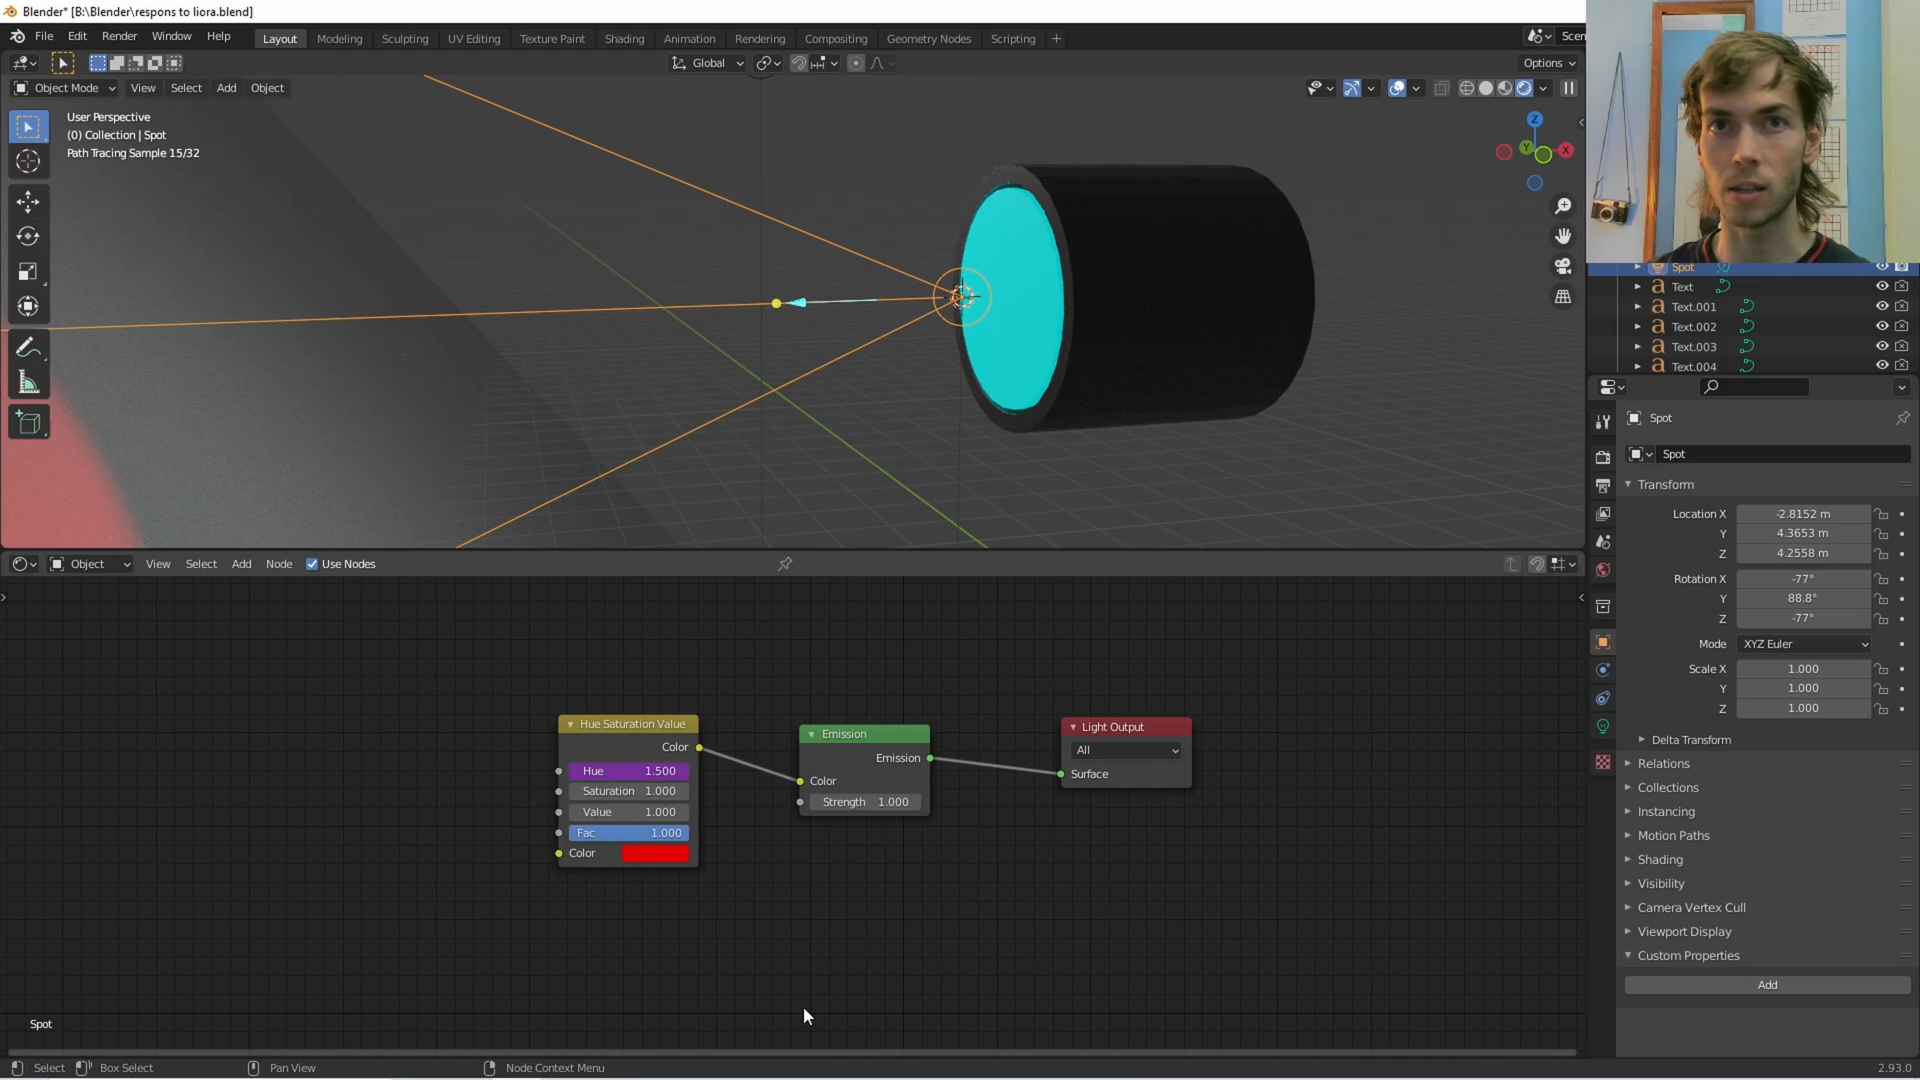 Blender* [B:\Blender\respons to liora.blend]
File Edit Render Window Help Layout Modeling Sculpting UV Editing Texture Paint Shading Animation Rendering Compositing Geometry Nodes Scripting + Scen
Global Options
Object Mode View Select Add Object
User Perspective
(0) Collection | Spot
Path Tracing Sample 15/32
Z
Y
X
Spot
Text
Text.001
Text.002
Text.003
Text.004
Spot
Spot
Transform
Location X -2.8152 m
Y 4.3653 m
Z 4.2558 m
Rotation X -77°
Y 88.8°
Z -77°
Mode XYZ Euler
Scale X 1.000
Y 1.000
Z 1.000
Delta Transform
Relations
Collections
Instancing
Motion Paths
Shading
Visibility
Camera Vertex Cull
Viewport Display
Custom Properties
Add
Object View Select Add Node Use Nodes
Hue Saturation Value
Color
Hue 1.500
Saturation 1.000
Value 1.000
Fac 1.000
Color
Emission
Emission
Color
Strength 1.000
Light Output
All
Surface
Spot
Select Box Select Pan View Node Context Menu 2.93.0